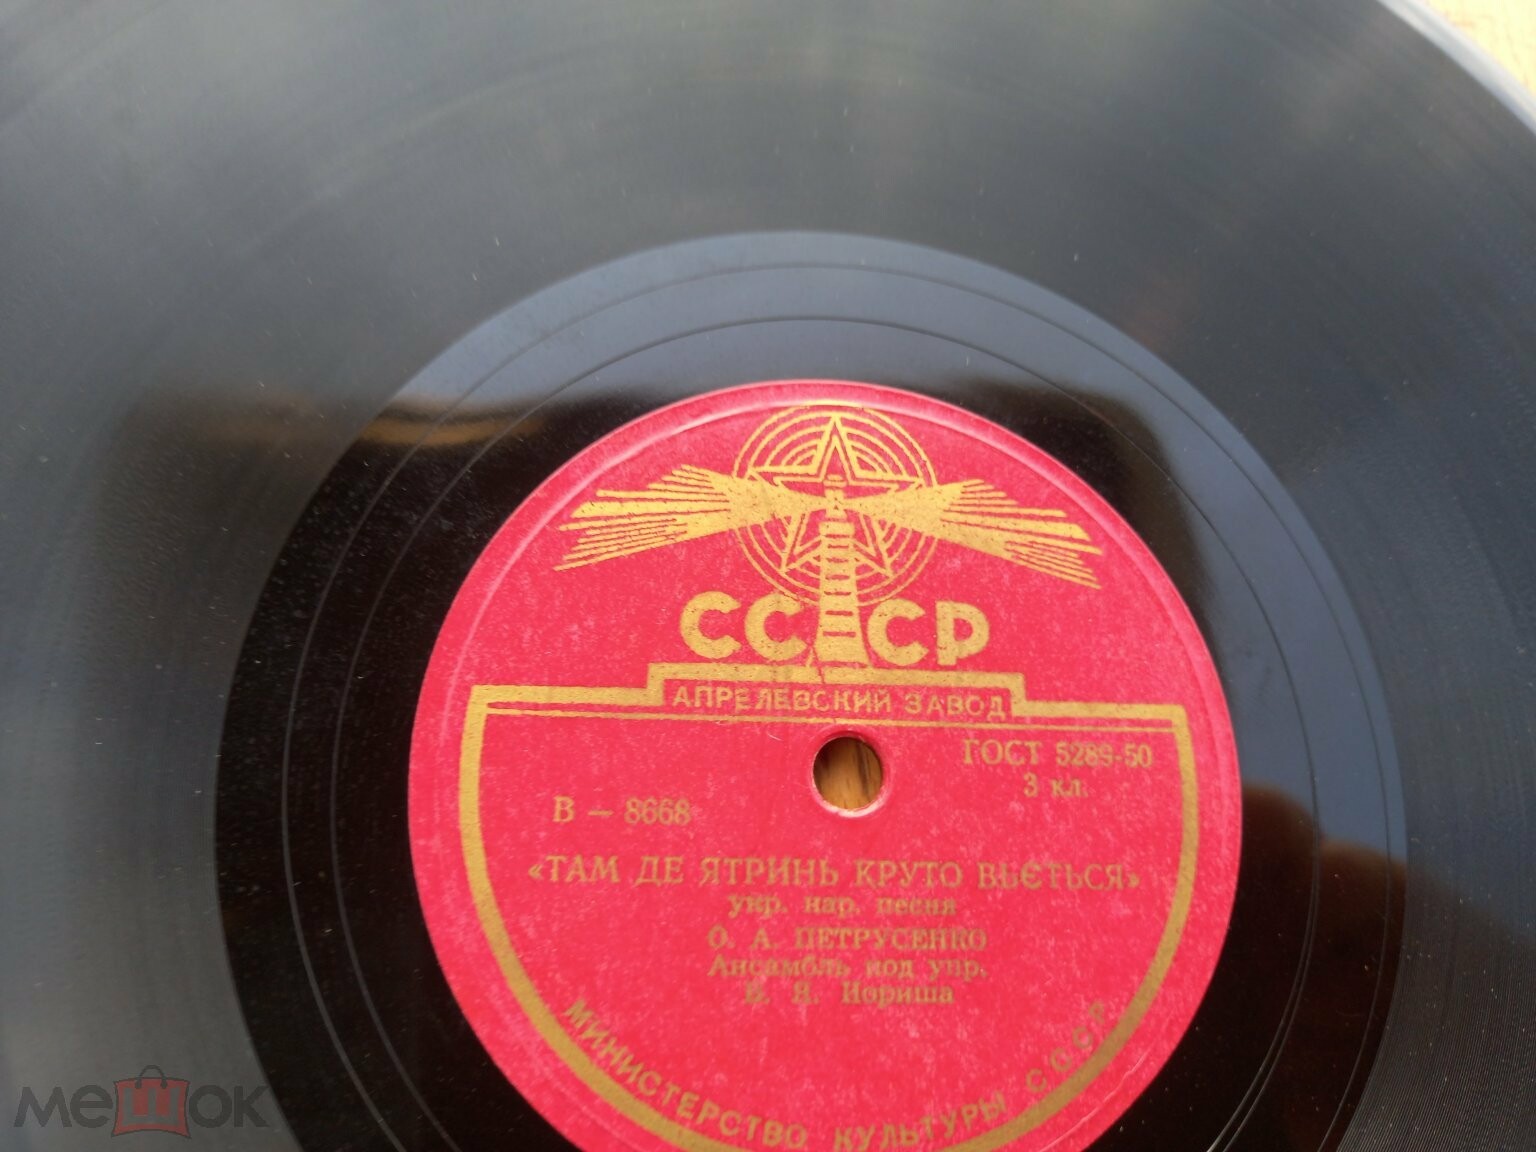 СССР
АПРЕЛЕВСКИЙ ЗАВОД
ГОСТ 5289-50
3 кл.
В — 8668
«ТАМ ДЕ ЯТРИНЬ КРУТО ВЬЄТЬСЯ»
укр. нар. песня
О. А. ПЕТРУСЕНКО
Ансамбль под упр.
В. Я. Йориша
МИНИСТЕРСТВО КУЛЬТУРЫ СССР
мешок